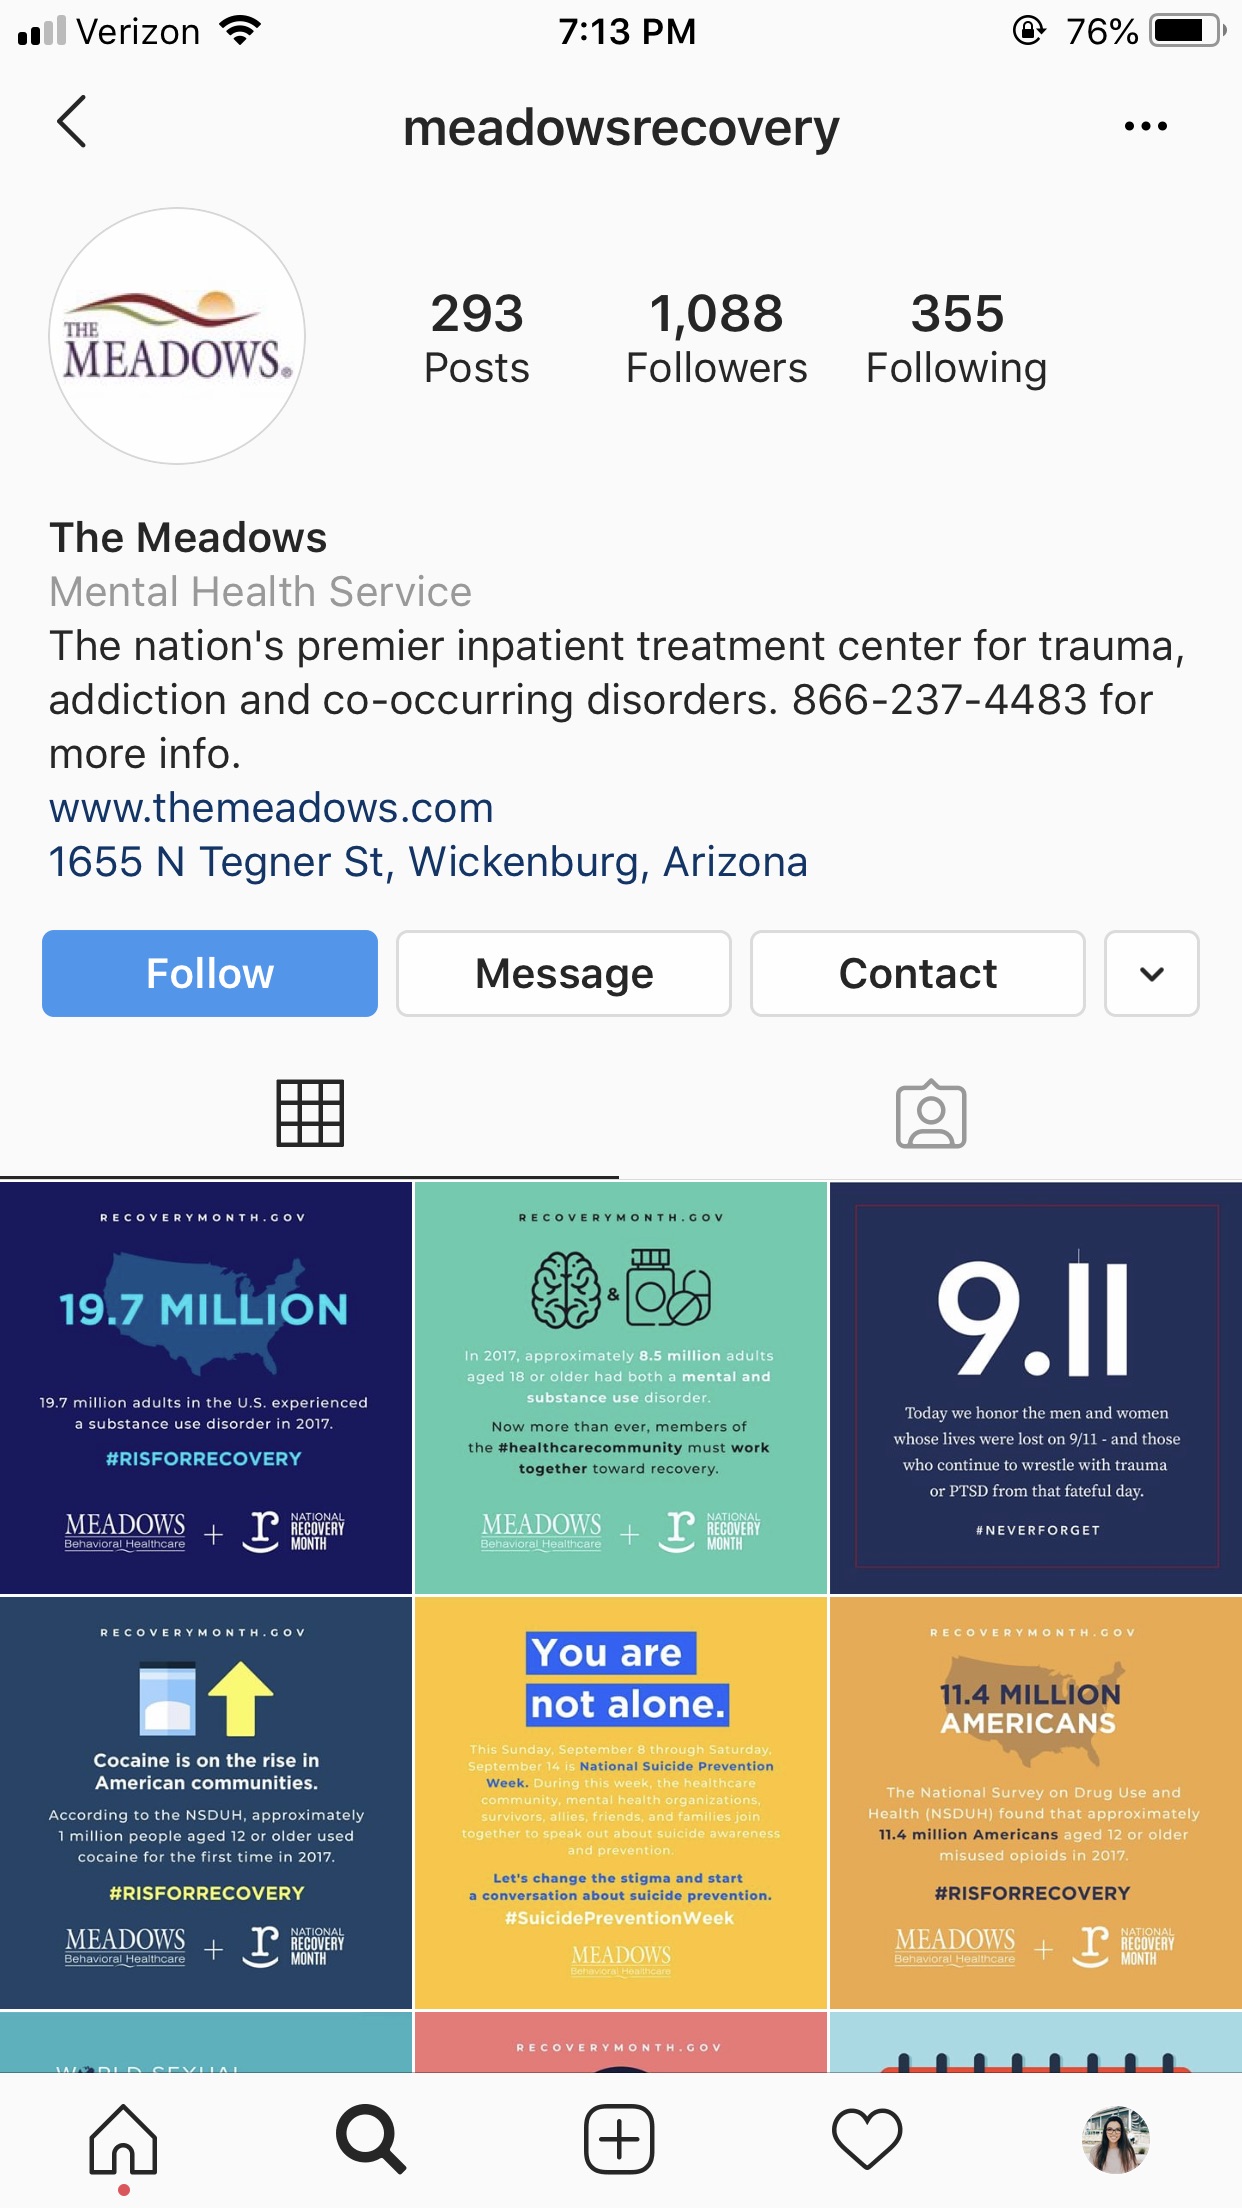 Verizon 7:13 PM 76%
meadowsrecovery
THE
MEADOWS®
293 1,088 355
Posts Followers Following
The Meadows
Mental Health Service
The nation's premier inpatient treatment center for trauma,
addiction and co-occurring disorders. 866-237-4483 for
more info.
www.themeadows.com
1655 N Tegner St, Wickenburg, Arizona
Follow Message Contact
RECOVERYMONTH.GOV
19.7 MILLION
19.7 million adults in the U.S. experienced
a substance use disorder in 2017.
#RISFORRECOVERY
MEADOWS
Behavioral Healthcare
+
r
NATIONAL
RECOVERY
MONTH
RECOVERYMONTH.GOV
&
In 2017, approximately 8.5 million adults
aged 18 or older had both a mental and
substance use disorder.
Now more than ever, members of
the #healthcarecommunity must work
together toward recovery.
MEADOWS
Behavioral Healthcare
+
r
NATIONAL
RECOVERY
MONTH
9.11
Today we honor the men and women
whose lives were lost on 9/11 - and those
who continue to wrestle with trauma
or PTSD from that fateful day.
#NEVERFORGET
RECOVERYMONTH.GOV
Cocaine is on the rise in
American communities.
According to the NSDUH, approximately
1 million people aged 12 or older used
cocaine for the first time in 2017.
#RISFORRECOVERY
MEADOWS
Behavioral Healthcare
+
r
NATIONAL
RECOVERY
MONTH
You are
not alone.
This Sunday, September 8 through Saturday,
September 14 is National Suicide Prevention
Week. During this week, the healthcare
community, mental health organizations,
survivors, allies, friends, and families join
together to speak out about suicide awareness
and prevention.
Let's change the stigma and start
a conversation about suicide prevention.
#SuicidePreventionWeek
MEADOWS
Behavioral Healthcare
RECOVERYMONTH.GOV
11.4 MILLION
AMERICANS
The National Survey on Drug Use and
Health (NSDUH) found that approximately
11.4 million Americans aged 12 or older
misused opioids in 2017.
#RISFORRECOVERY
MEADOWS
Behavioral Healthcare
+
r
NATIONAL
RECOVERY
MONTH
WORLD SEXUAL
RECOVERYMONTH.GOV